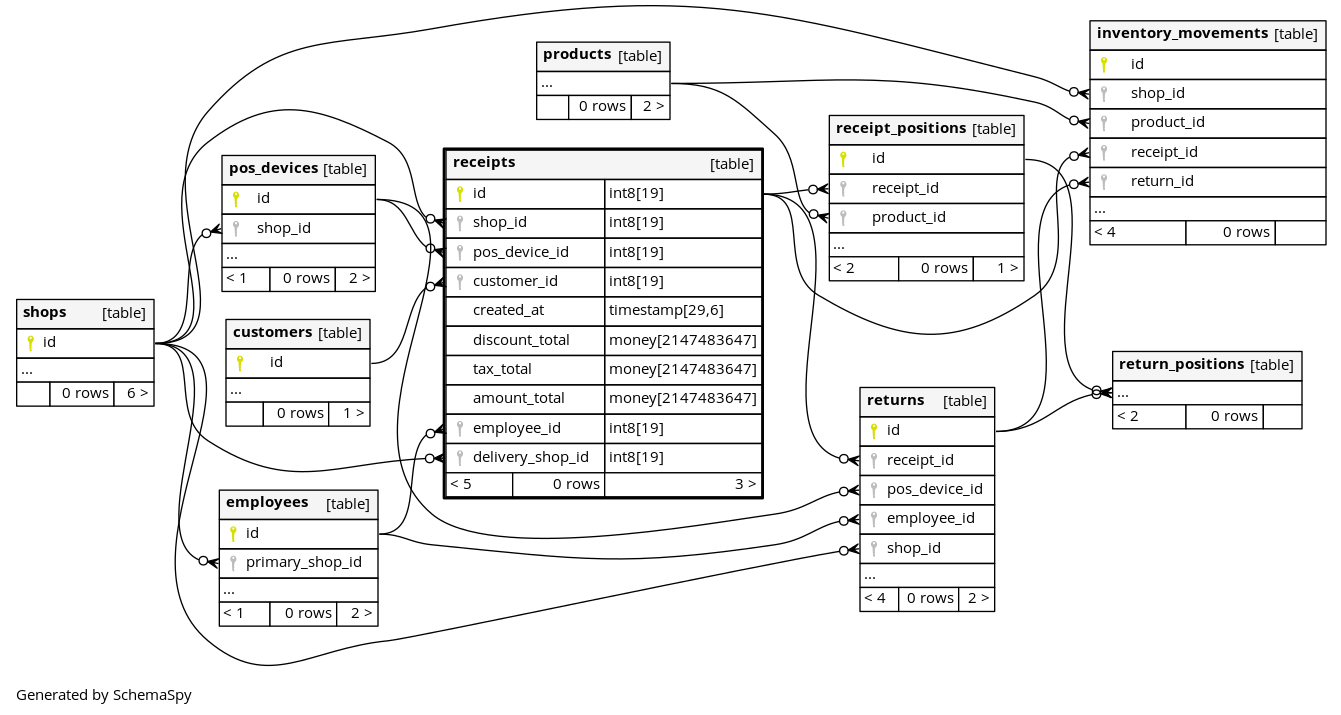 products [table]
...
0 rows 2 >
inventory_movements [table]
id
shop_id
product_id
receipt_id
return_id
...
< 4 0 rows
receipt_positions [table]
id
receipt_id
product_id
...
< 2 0 rows 1 >
pos_devices [table]
id
shop_id
...
< 1 0 rows 2 >
receipts [table]
id int8[19]
shop_id int8[19]
pos_device_id int8[19]
customer_id int8[19]
created_at timestamp[29,6]
discount_total money[2147483647]
tax_total money[2147483647]
amount_total money[2147483647]
employee_id int8[19]
delivery_shop_id int8[19]
< 5 0 rows 3 >
shops [table]
id
...
0 rows 6 >
customers [table]
id
...
0 rows 1 >
return_positions [table]
...
< 2 0 rows
returns [table]
id
receipt_id
pos_device_id
employee_id
shop_id
...
< 4 0 rows 2 >
employees [table]
id
primary_shop_id
...
< 1 0 rows 2 >
Generated by SchemaSpy